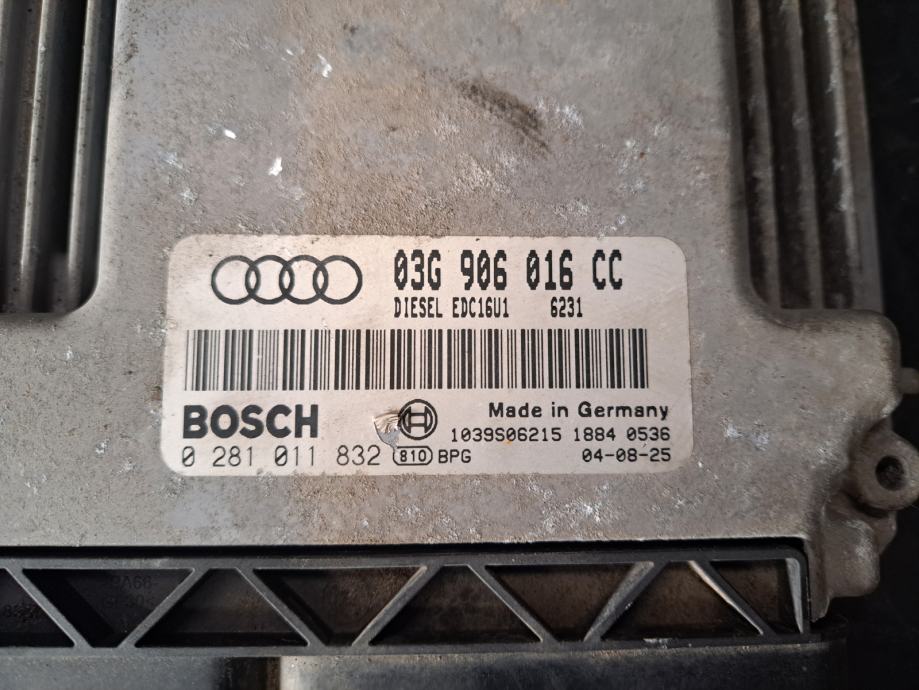 03G 906 016 CC
DIESEL EDC16U1 6231
BOSCH
Made in Germany
1039S06215 1884 0536
0 281 011 832 810 BPG 04-08-25